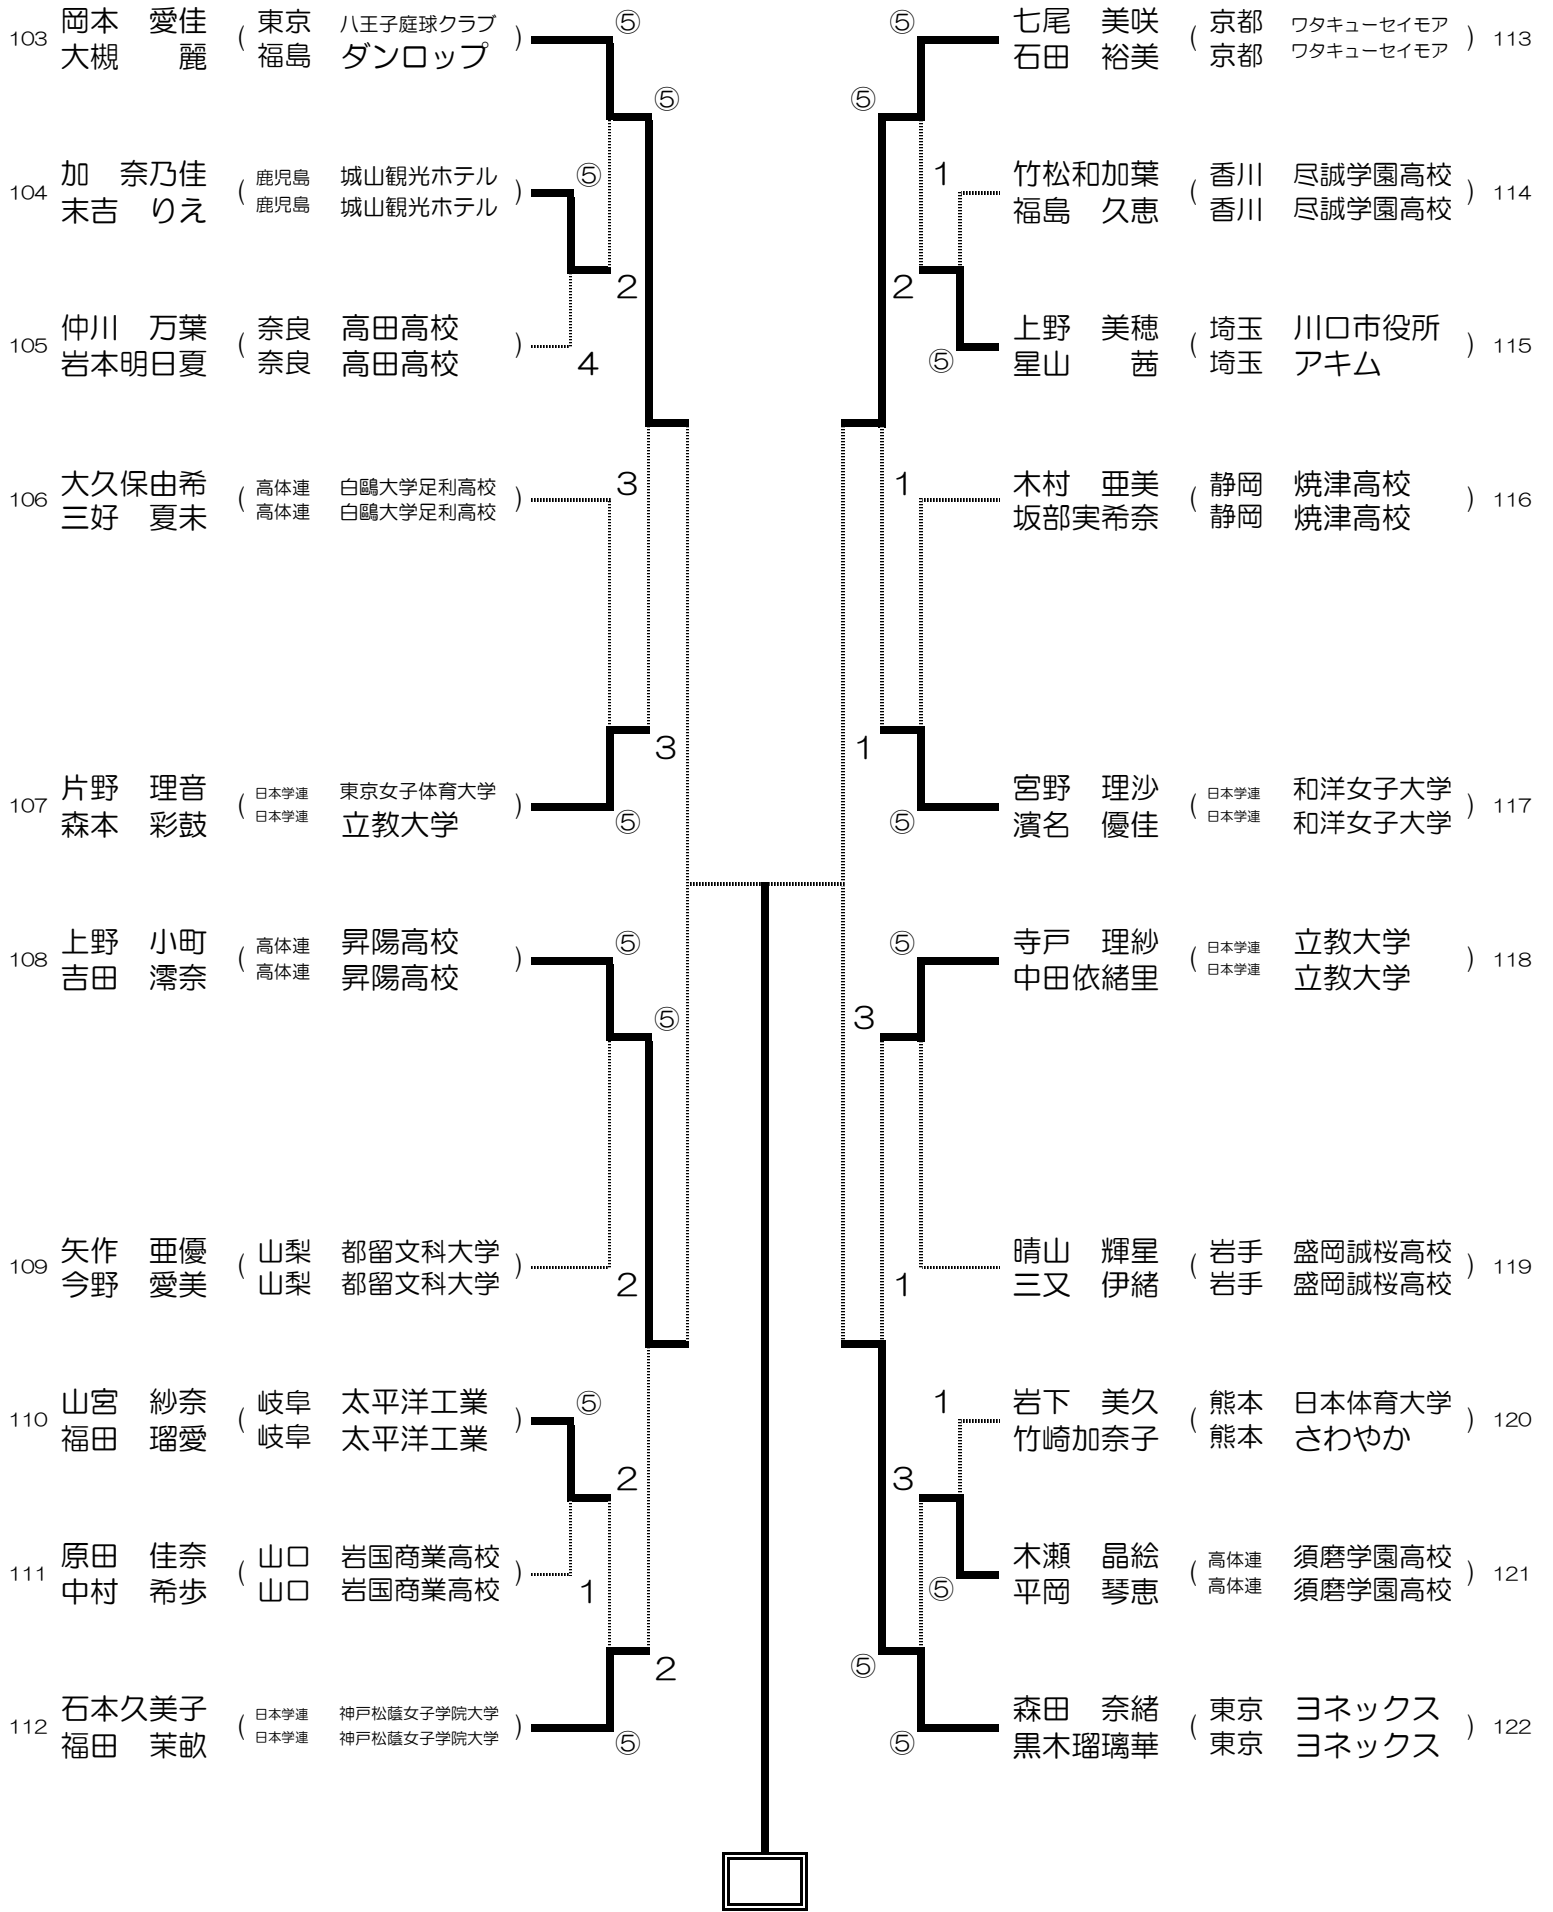 103 岡本　愛佳 ( 東京 八王子庭球クラブ ) ⑤
大槻　麗 福島 ダンロップ
⑤
104 加　奈乃佳 ( 鹿児島 城山観光ホテル ) ⑤
末吉　りえ 鹿児島 城山観光ホテル
2
105 仲川　万葉 ( 奈良 高田高校 ) 4
岩本明日夏 奈良 高田高校
106 大久保由希 ( 高体連 白鷗大学足利高校 ) 3
三好　夏未 高体連 白鷗大学足利高校
3
107 片野　理音 ( 日本学連 東京女子体育大学 ) ⑤
森本　彩鼓 日本学連 立教大学
108 上野　小町 ( 高体連 昇陽高校 ) ⑤
吉田　澪奈 高体連 昇陽高校
⑤
109 矢作　亜優 ( 山梨 都留文科大学 ) 2
今野　愛美 山梨 都留文科大学
110 山宮　紗奈 ( 岐阜 太平洋工業 ) ⑤
福田　瑠愛 岐阜 太平洋工業
2
111 原田　佳奈 ( 山口 岩国商業高校 ) 1
中村　希歩 山口 岩国商業高校
2
112 石本久美子 ( 日本学連 神戸松蔭女子学院大学 ) ⑤
福田　茉畝 日本学連 神戸松蔭女子学院大学
⑤ 七尾　美咲 ( 京都 ワタキューセイモア ) 113
石田　裕美 京都 ワタキューセイモア
⑤
1 竹松和加葉 ( 香川 尽誠学園高校 ) 114
福島　久恵 香川 尽誠学園高校
2
⑤ 上野　美穂 ( 埼玉 川口市役所 ) 115
星山　茜 埼玉 アキム
1 木村　亜美 ( 静岡 焼津高校 ) 116
坂部実希奈 静岡 焼津高校
1
⑤ 宮野　理沙 ( 日本学連 和洋女子大学 ) 117
濱名　優佳 日本学連 和洋女子大学
⑤ 寺戸　理紗 ( 日本学連 立教大学 ) 118
中田依緒里 日本学連 立教大学
3
1 晴山　輝星 ( 岩手 盛岡誠桜高校 ) 119
三又　伊緒 岩手 盛岡誠桜高校
1 岩下　美久 ( 熊本 日本体育大学 ) 120
竹崎加奈子 熊本 さわやか
3
⑤ 木瀬　晶絵 ( 高体連 須磨学園高校 ) 121
平岡　琴恵 高体連 須磨学園高校
⑤
⑤ 森田　奈緒 ( 東京 ヨネックス ) 122
黒木瑠璃華 東京 ヨネックス